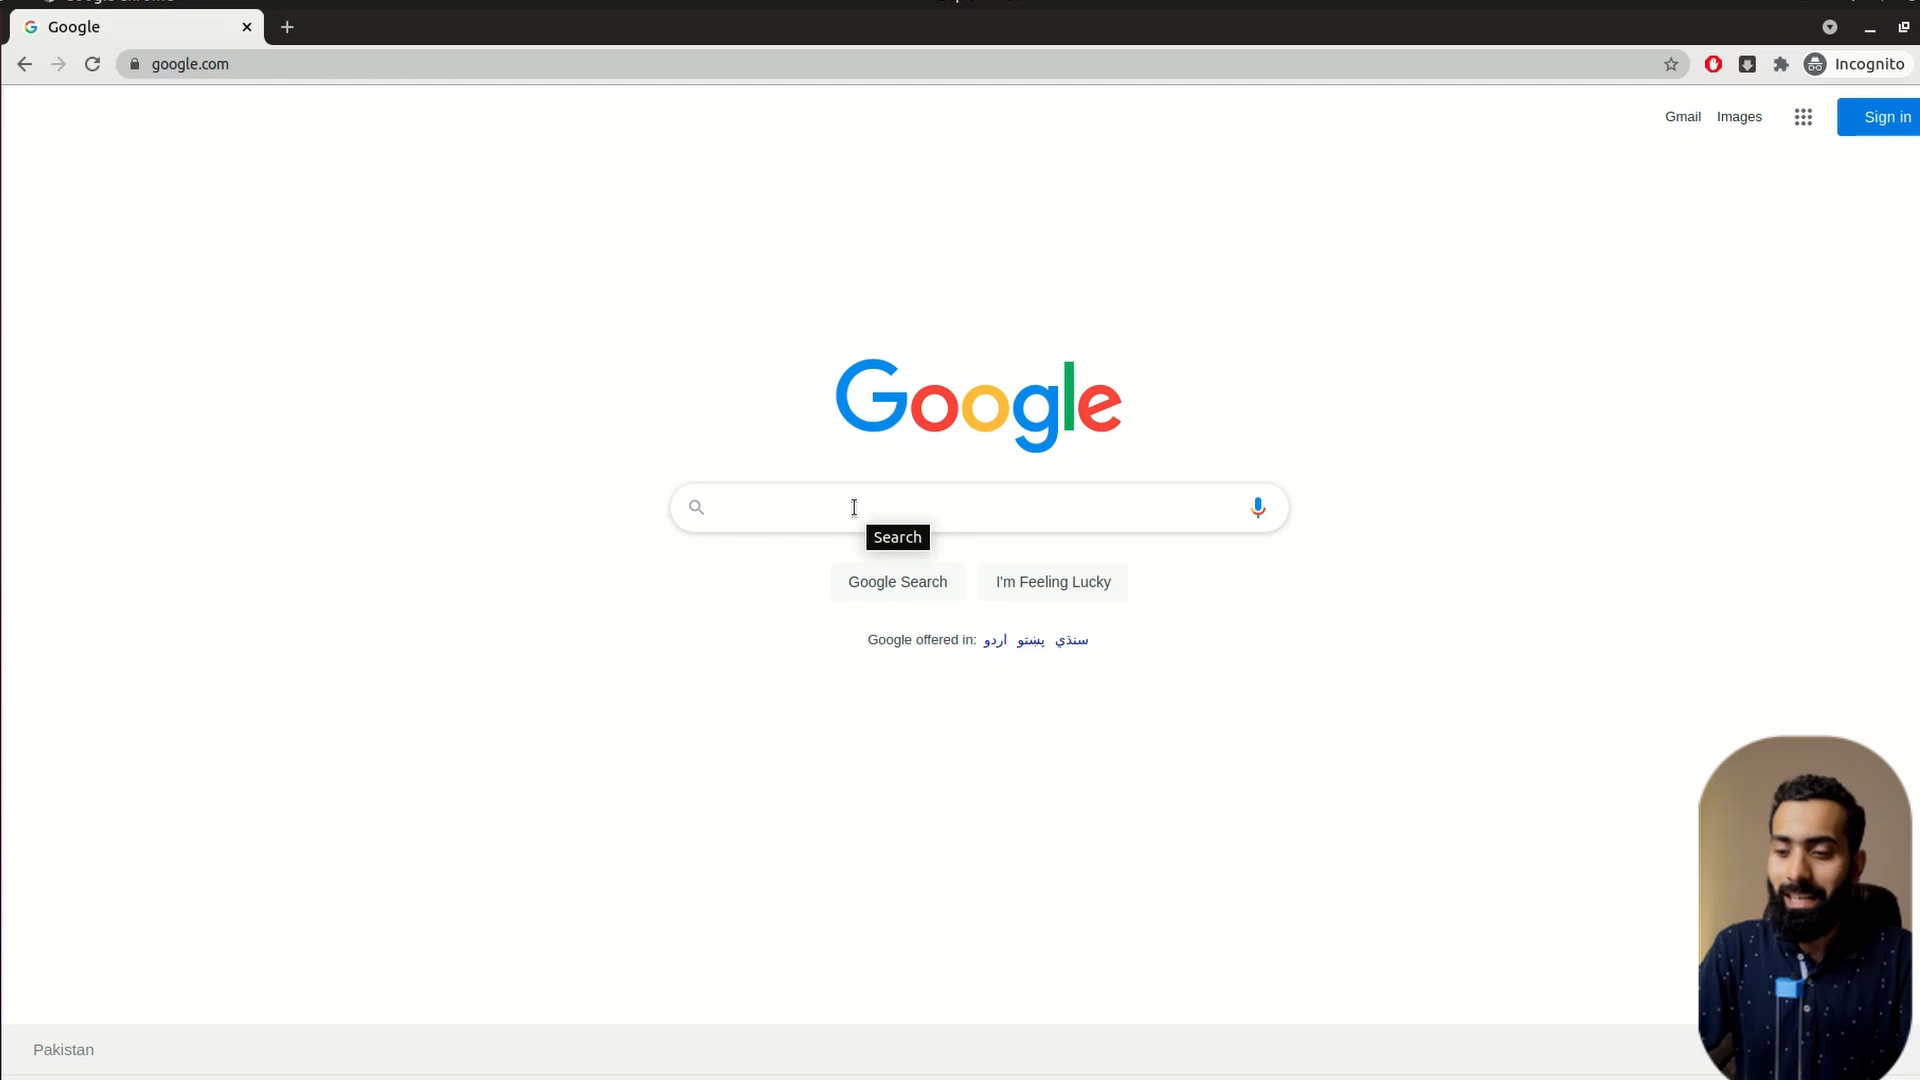 Google
google.com
Incognito
Gmail Images
Sign in
Google
Search
Google Search I'm Feeling Lucky
Google offered in: اردو پښتو سنڌي
Pakistan